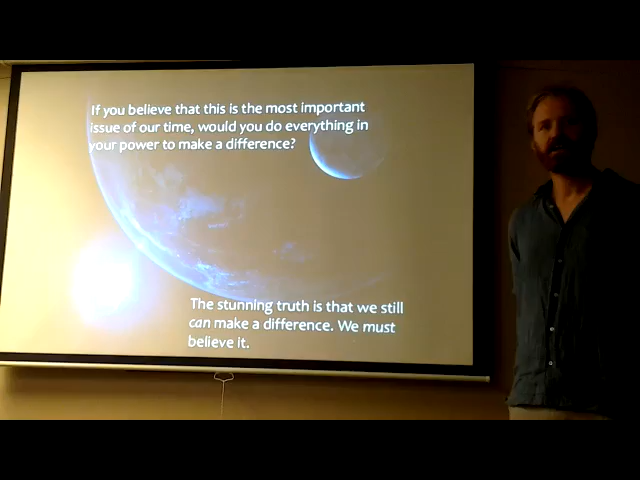 If you believe that this is the most important
issue of our time, would you do everything in
your power to make a difference?
The stunning truth is that we still
can make a difference. We must
believe it.